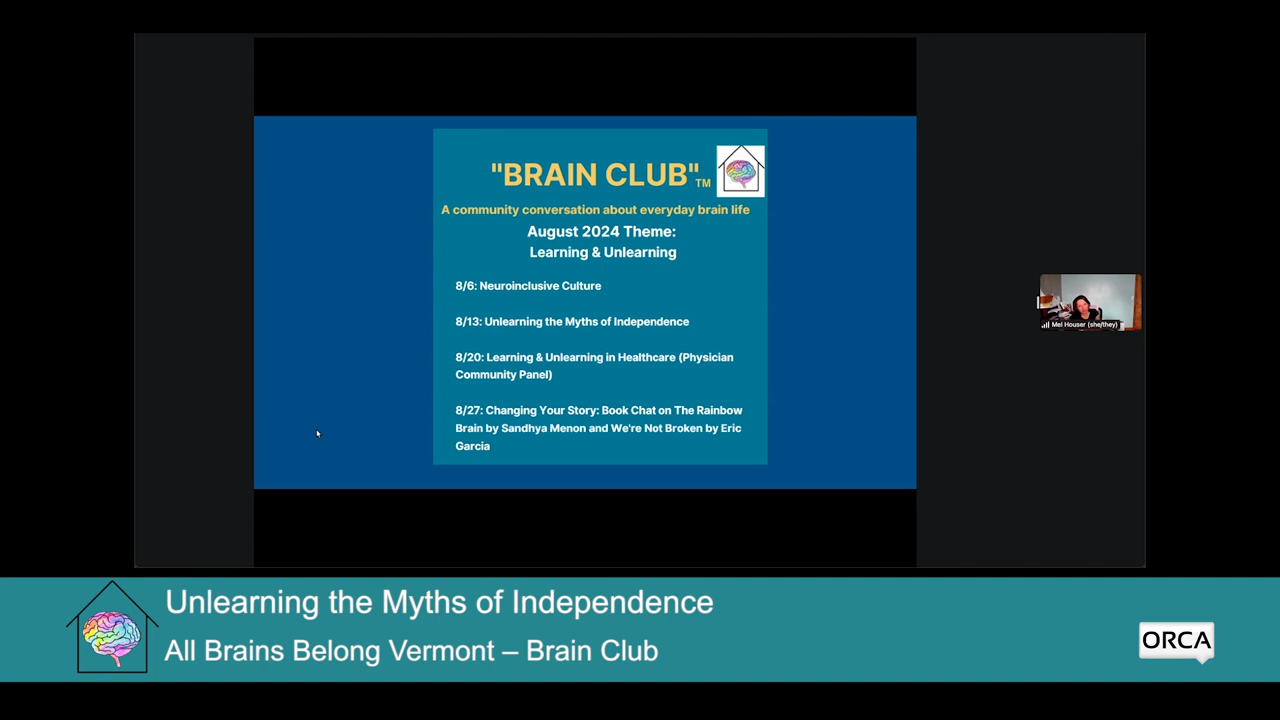 "BRAIN CLUB"TM
A community conversation about everyday brain life
August 2024 Theme:
Learning & Unlearning
8/6: Neuroinclusive Culture
8/13: Unlearning the Myths of Independence
8/20: Learning & Unlearning in Healthcare (Physician
Community Panel)
8/27: Changing Your Story: Book Chat on The Rainbow
Brain by Sandhya Menon and We're Not Broken by Eric
Garcia
Mel Houser (she/they)
Unlearning the Myths of Independence
All Brains Belong Vermont – Brain Club
ORCA